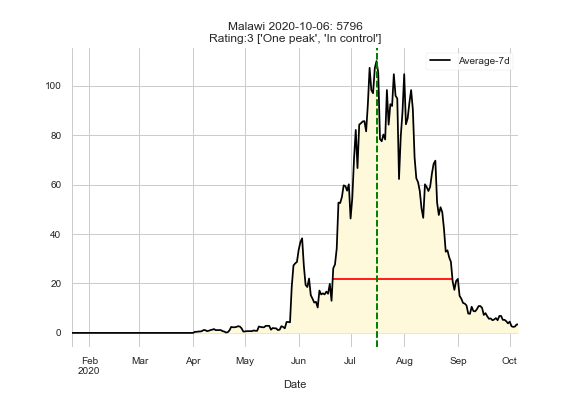 Malawi 2020-10-06: 5796
Rating:3 ['One peak', 'In control']
Average-7d
100
80
60
40
20
0
Feb
2020
Mar
Apr
May
Jun
Jul
Aug
Sep
Oct
Date